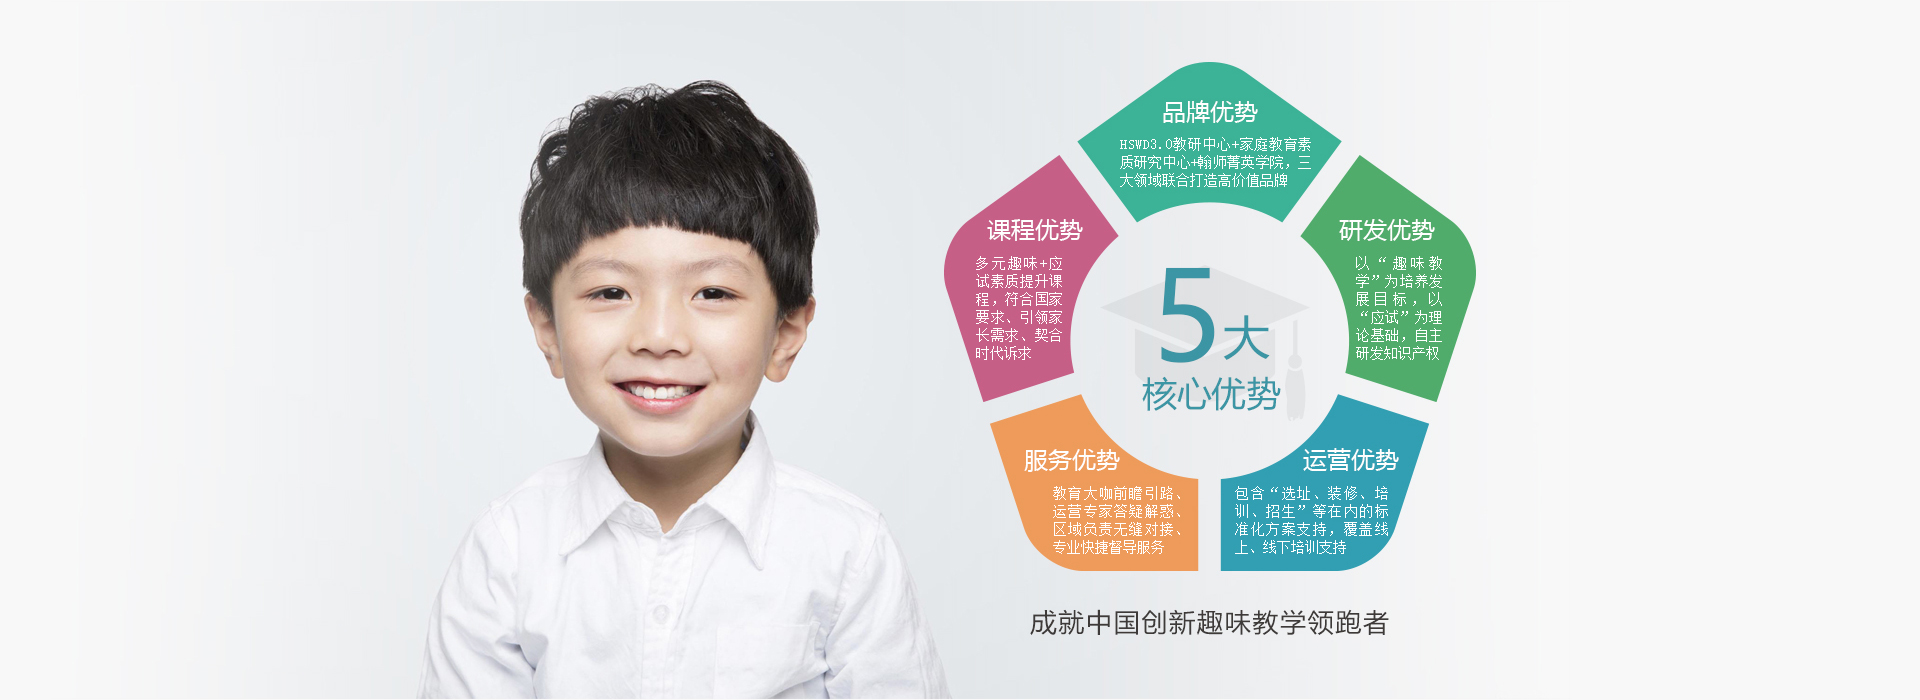 品牌优势
HSWD3.0教研中心+家庭教育素
质研究中心+翰师菁英学院，三
大领域联合打造高价值品牌
课程优势
多元趣味+应
试素质提升课
程，符合国家
要求、引领家
长需求、契合
时代诉求
研发优势
以“趣味教
学”为培养发
展目标，以
“应试”为理
论基础，自主
研发知识产权
5大
核心优势
服务优势
教育大咖前瞻引路、
运营专家答疑解惑、
区域负责无缝对接、
专业快捷督导服务
运营优势
包含“选址、装修、培
训、招生”等在内的标
准化方案支持，覆盖线
上、线下培训支持
成就中国创新趣味教学领跑者